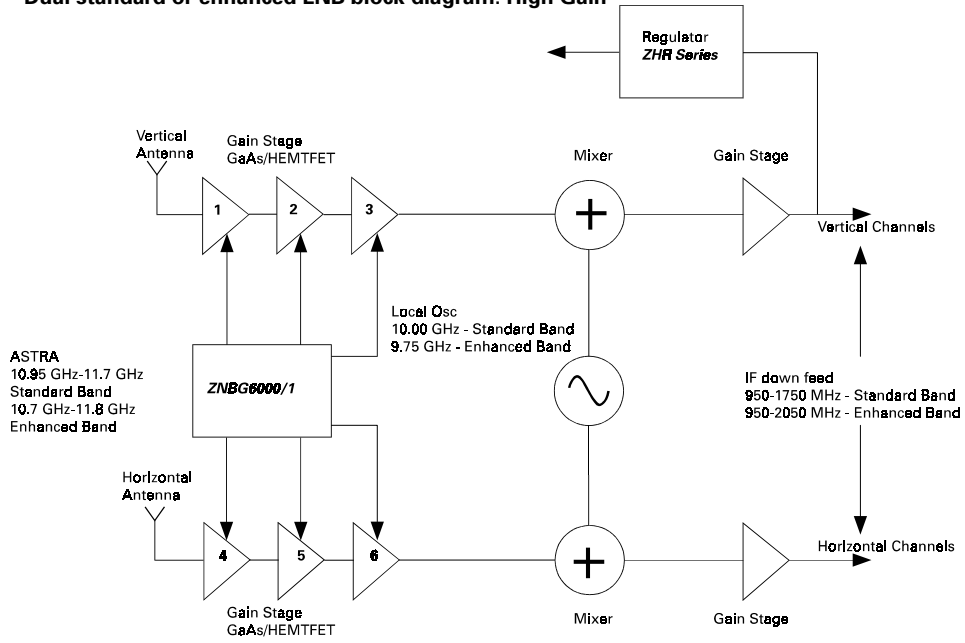 Dual standard or enhanced LNB block diagram: High Gain
Regulator
ZHR Series
Vertical
Antenna
Gain Stage
GaAs/HEMTFET
Mixer
Gain Stage
1
2
3
+
Vertical Channels
Local Osc
10.00 GHz - Standard Band
9.75 GHz - Enhanced Band
ASTRA
10.95 GHz-11.7 GHz
Standard Band
10.7 GHz-11.8 GHz
Enhanced Band
ZNBG6000/1
IF down feed
950-1750 MHz - Standard Band
950-2050 MHz - Enhanced Band
Horizontal
Antenna
4
5
6
+
Horizontal Channels
Gain Stage
GaAs/HEMTFET
Mixer
Gain Stage